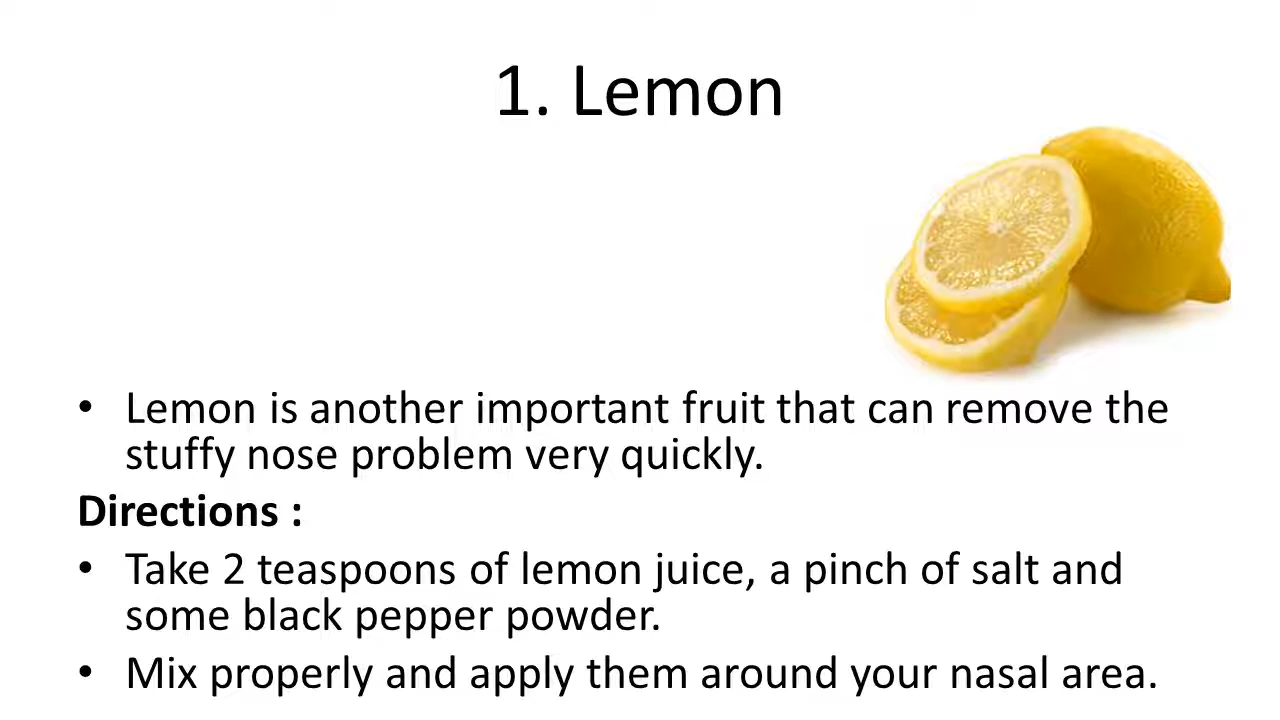 1. Lemon
• Lemon is another important fruit that can remove the
stuffy nose problem very quickly.
Directions :
• Take 2 teaspoons of lemon juice, a pinch of salt and
some black pepper powder.
• Mix properly and apply them around your nasal area.